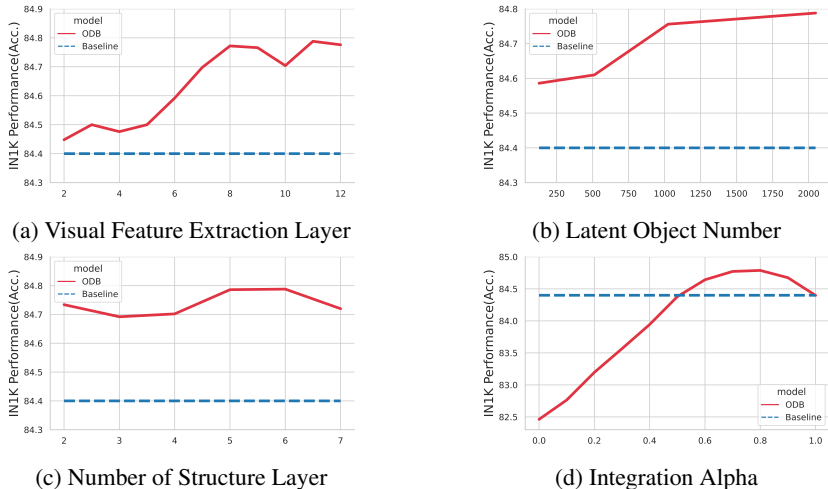 84.9
84.8
84.7
84.6
84.5
84.4
84.3
IN1K Performance(Acc.)
model
ODB
Baseline
2 4 6 8 10 12
(a) Visual Feature Extraction Layer
84.8
84.7
84.6
84.5
84.4
84.3
IN1K Performance(Acc.)
model
ODB
Baseline
250 500 750 1000 1250 1500 1750 2000
(b) Latent Object Number
84.9
84.8
84.7
84.6
84.5
84.4
84.3
IN1K Performance(Acc.)
model
ODB
Baseline
2 3 4 5 6 7
(c) Number of Structure Layer
85.0
84.5
84.0
83.5
83.0
82.5
IN1K Performance(Acc.)
model
ODB
Baseline
0.0 0.2 0.4 0.6 0.8 1.0
(d) Integration Alpha